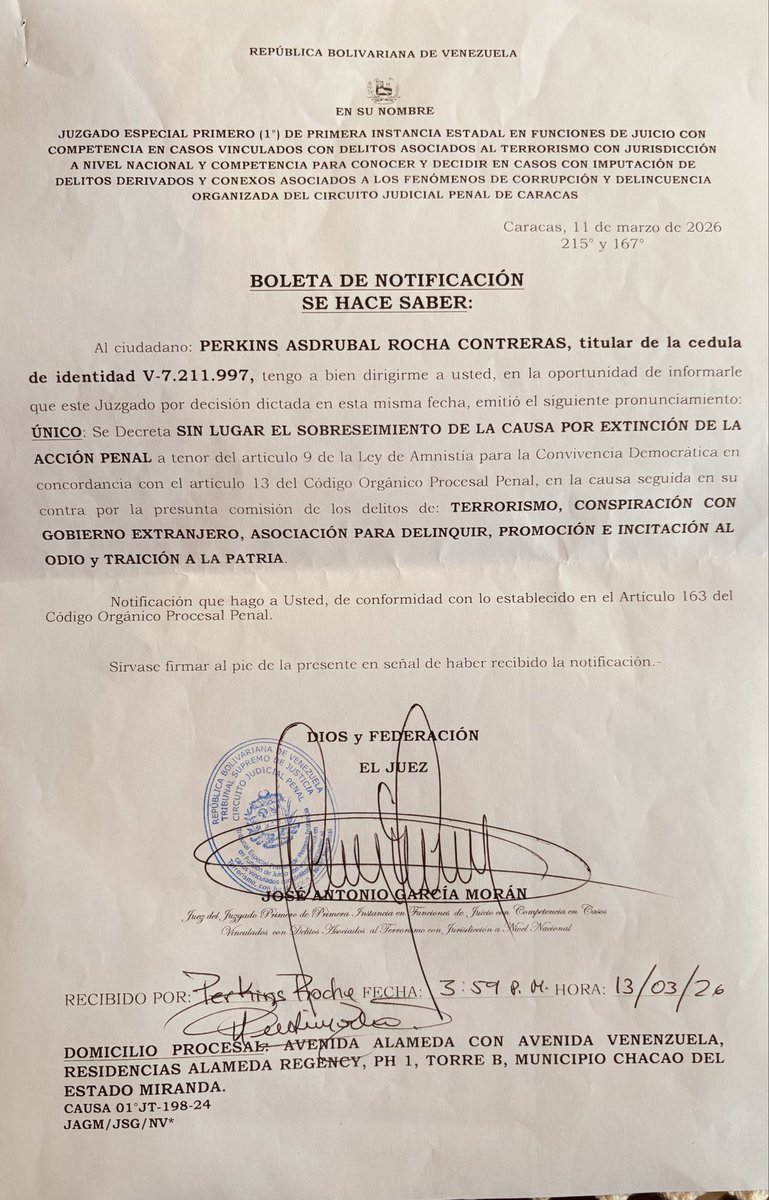 REPÚBLICA BOLIVARIANA DE VENEZUELA
EN SU NOMBRE
JUZGADO ESPECIAL PRIMERO (1°) DE PRIMERA INSTANCIA ESTADAL EN FUNCIONES DE JUICIO CON
COMPETENCIA EN CASOS VINCULADOS CON DELITOS ASOCIADOS AL TERRORISMO CON JURISDICCIÓN
A NIVEL NACIONAL Y COMPETENCIA PARA CONOCER Y DECIDIR EN CASOS CON IMPUTACIÓN DE
DELITOS DERIVADOS Y CONEXOS ASOCIADOS A LOS FENÓMENOS DE CORRUPCIÓN Y DELINCUENCIA
ORGANIZADA DEL CIRCUITO JUDICIAL PENAL DE CARACAS
Caracas, 11 de marzo de 2026
215° y 167°
BOLETA DE NOTIFICACIÓN
SE HACE SABER:
Al ciudadano: PERKINS ASDRUBAL ROCHA CONTRERAS, titular de la cedula
de identidad V-7.211.997, tengo a bien dirigirme a usted, en la oportunidad de informarle
que este Juzgado por decisión dictada en esta misma fecha, emitió el siguiente pronunciamiento:
ÚNICO: Se Decreta SIN LUGAR EL SOBRESEIMIENTO DE LA CAUSA POR EXTINCIÓN DE LA
ACCIÓN PENAL a tenor del articulo 9 de la Ley de Amnistía para la Convivencia Democrática en
concordancia con el artículo 13 del Código Orgánico Procesal Penal, en la causa seguida en su
contra por la presunta comisión de los delitos de: TERRORISMO, CONSPIRACIÓN CON
GOBIERNO EXTRANJERO, ASOCIACIÓN PARA DELINQUIR, PROMOCIÓN E INCITACIÓN AL
ODIO y TRAICIÓN A LA PATRIA.
Notificación que hago a Usted, de conformidad con lo establecido en el Artículo 163 del
Código Orgánico Procesal Penal.
Sírvase firmar al pie de la presente en señal de haber recibido la notificación.-
DIOS y FEDERACIÓN
EL JUEZ
REPÚBLICA BOLIVARIANA DE VENEZUELA
TRIBUNAL SUPREMO DE JUSTICIA
CIRCUITO JUDICIAL PENAL
JOSÉ ANTONIO GARCÍA MORÁN
Juez del Juzgado Primero de Primera Instancia en Funciones de Juicio con Competencia en Casos
Vinculados con Delitos Asociados al Terrorismo con Jurisdicción a Nivel Nacional
RECIBIDO POR: Perkins Rocha FECHA: 3:59 P.M. HORA: 13/03/26
DOMICILIO PROCESAL: AVENIDA ALAMEDA CON AVENIDA VENENZUELA,
RESIDENCIAS ALAMEDA REGENCY, PH 1, TORRE B, MUNICIPIO CHACAO DEL
ESTADO MIRANDA.
CAUSA 01°JT-198-24
JAGM/JSG/NV*